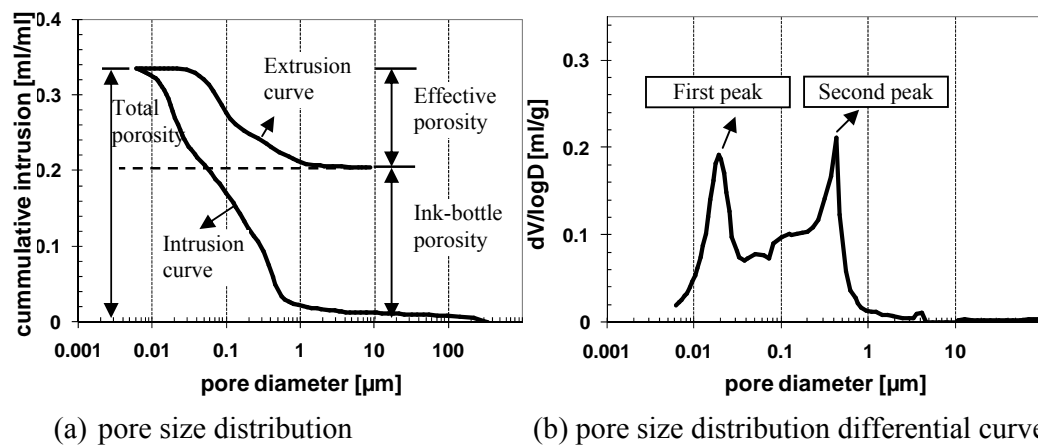 cummulative intrusion [ml/ml]
0.4
0.3
0.2
0.1
0
Total
porosity
Extrusion
curve
Effective
porosity
Intrusion
curve
Ink-bottle
porosity
0.001 0.01 0.1 1 10 100
pore diameter [µm]
(a) pore size distribution
dV/logD [ml/g]
0.3
0.2
0.1
0
First peak
Second peak
0.001 0.01 0.1 1 10
pore diameter [µm]
(b) pore size distribution differential curve